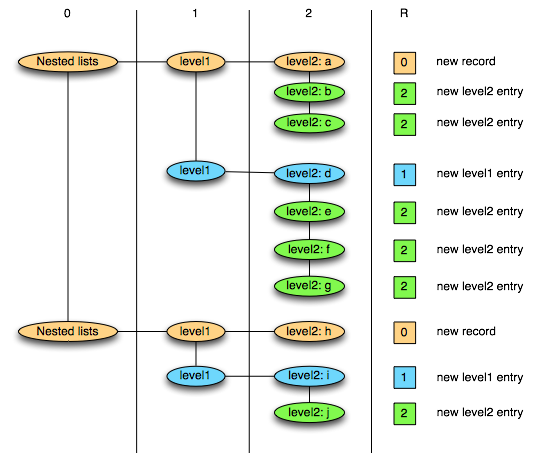 0 1 2 R
Nested lists level1 level2: a 0 new record
level2: b 2 new level2 entry
level2: c 2 new level2 entry
level1 level2: d 1 new level1 entry
level2: e 2 new level2 entry
level2: f 2 new level2 entry
level2: g 2 new level2 entry
Nested lists level1 level2: h 0 new record
level1 level2: i 1 new level1 entry
level2: j 2 new level2 entry